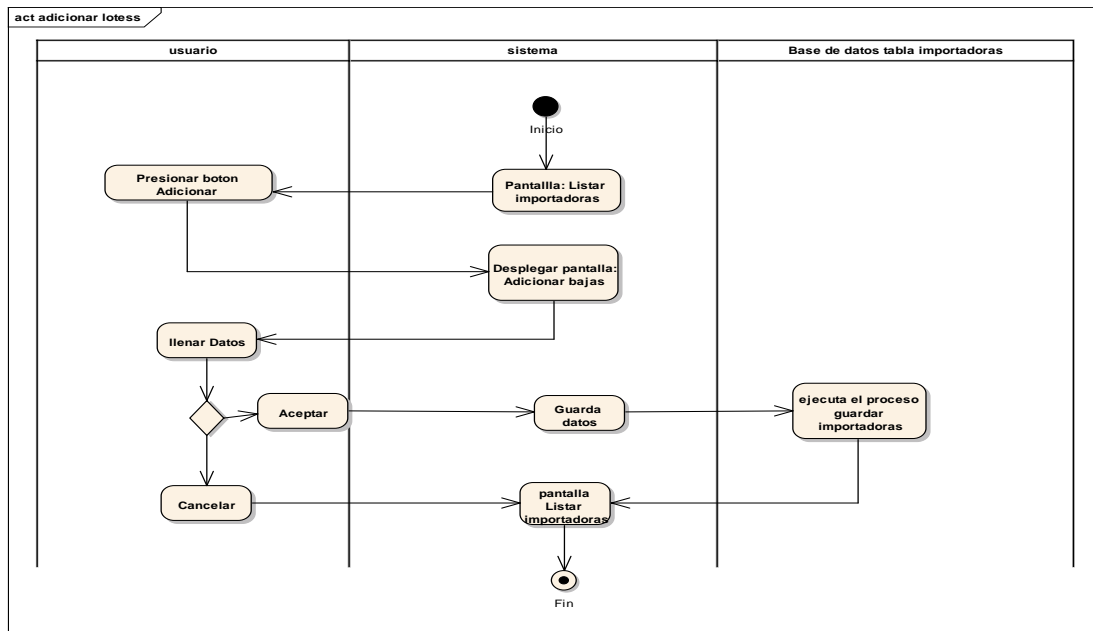 act adicionar lotess
usuario
sistema
Base de datos tabla importadoras
Inicio
Presionar boton
Adicionar
Pantallla: Listar
importadoras
Desplegar pantalla:
Adicionar bajas
llenar Datos
Aceptar
Guarda
datos
ejecuta el proceso
guardar
importadoras
Cancelar
pantalla
Listar
importadoras
Fin